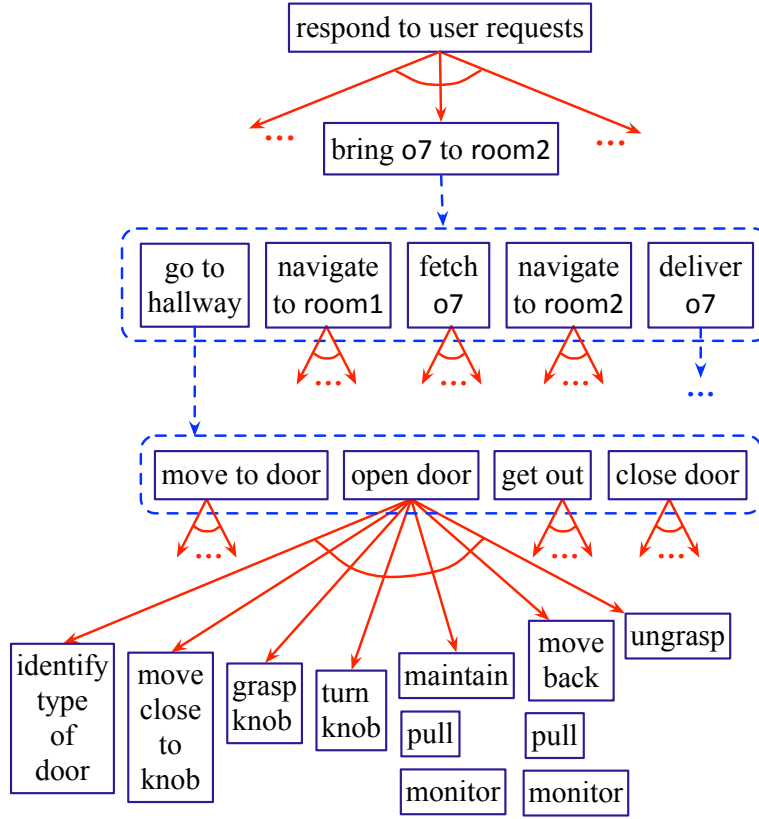 respond to user requests
...
bring o7 to room2
...
go to
hallway
navigate
to room1
fetch
o7
navigate
to room2
deliver
o7
...
...
...
...
move to door
open door
get out
close door
...
...
...
identify
type
of
door
move
close
to
knob
grasp
knob
turn
knob
maintain
pull
monitor
move
back
pull
monitor
ungrasp